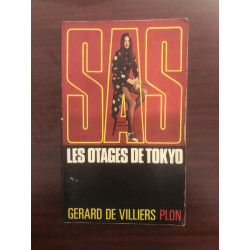 SAS
LES OTAGES DE TOKYO
GERARD DE VILLIERS PLON